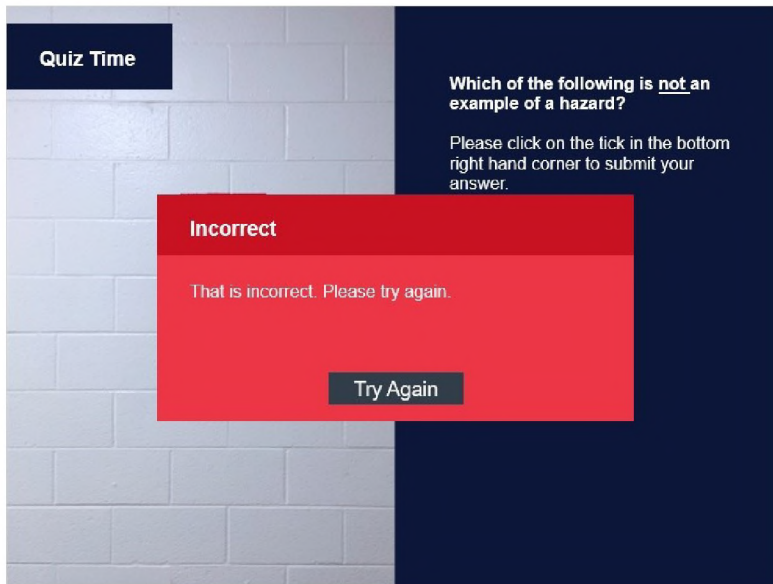 Quiz Time
Which of the following is not an
example of a hazard?
Please click on the tick in the bottom
right hand corner to submit your
answer.
Incorrect
That is incorrect. Please try again.
Try Again